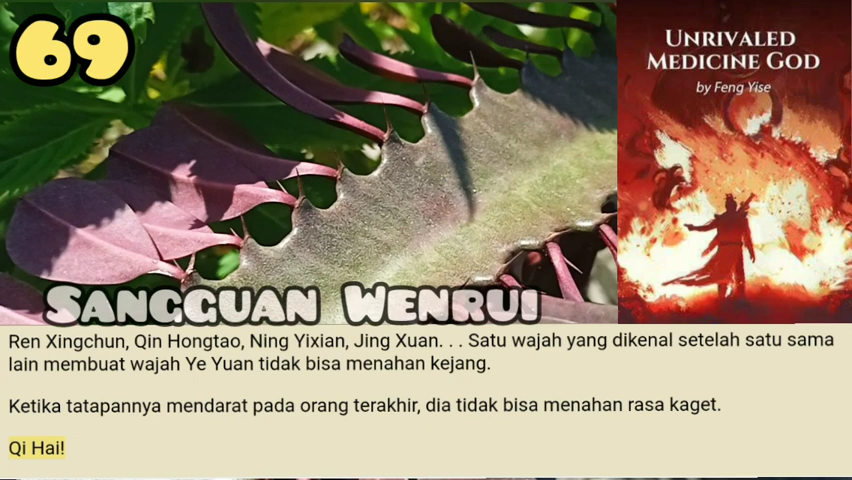 69
UNRIVALED
MEDICINE GOD
by Feng Yise
SANGGUAN WENRUI
Ren Xingchun, Qin Hongtao, Ning Yixian, Jing Xuan. . . Satu wajah yang dikenal setelah satu sama
lain membuat wajah Ye Yuan tidak bisa menahan kejang.
Ketika tatapannya mendarat pada orang terakhir, dia tidak bisa menahan rasa kaget.
Qi Hai!